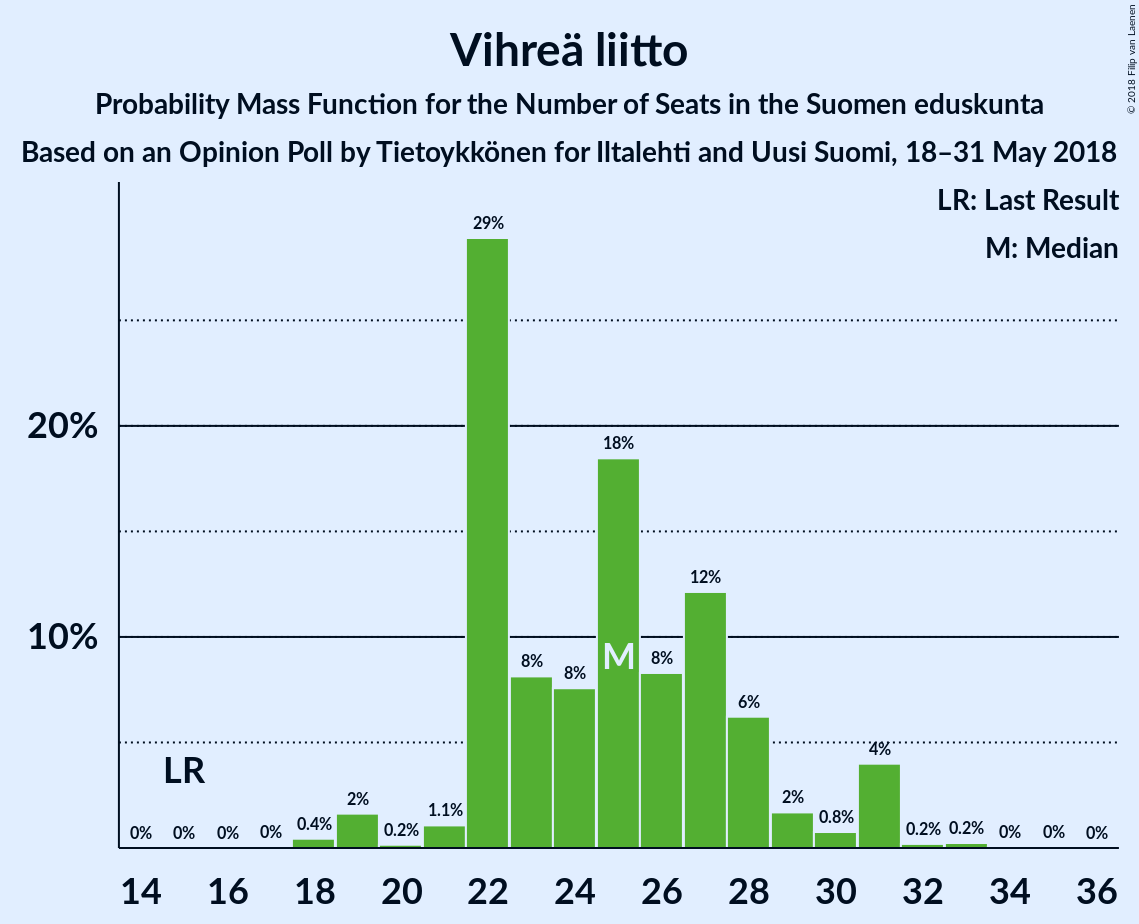 Vihreä liitto
Probability Mass Function for the Number of Seats in the Suomen eduskunta
Based on an Opinion Poll by Tietoykkönen for Iltalehti and Uusi Suomi, 18–31 May 2018
© 2018 Filip van Laenen
LR: Last Result
M: Median
29%
20%
18%
12%
10%
M
8%
8%
8%
6%
4%
LR
2%
2%
1.1%
0.8%
0% 0% 0% 0% 0.4% 0.2% 0.2% 0.2% 0% 0% 0%
14 16 18 20 22 24 26 28 30 32 34 36